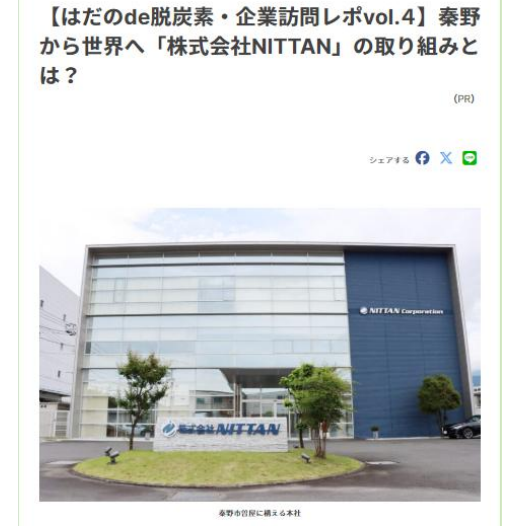 【はだのde脱炭素・企業訪問レポvol.4】秦野
から世界へ「株式会社NITTAN」の取り組みと
は？
(PR)
シェアする
NITTAN Corporation
株式会社NITTAN
秦野市曽屋に構える本社